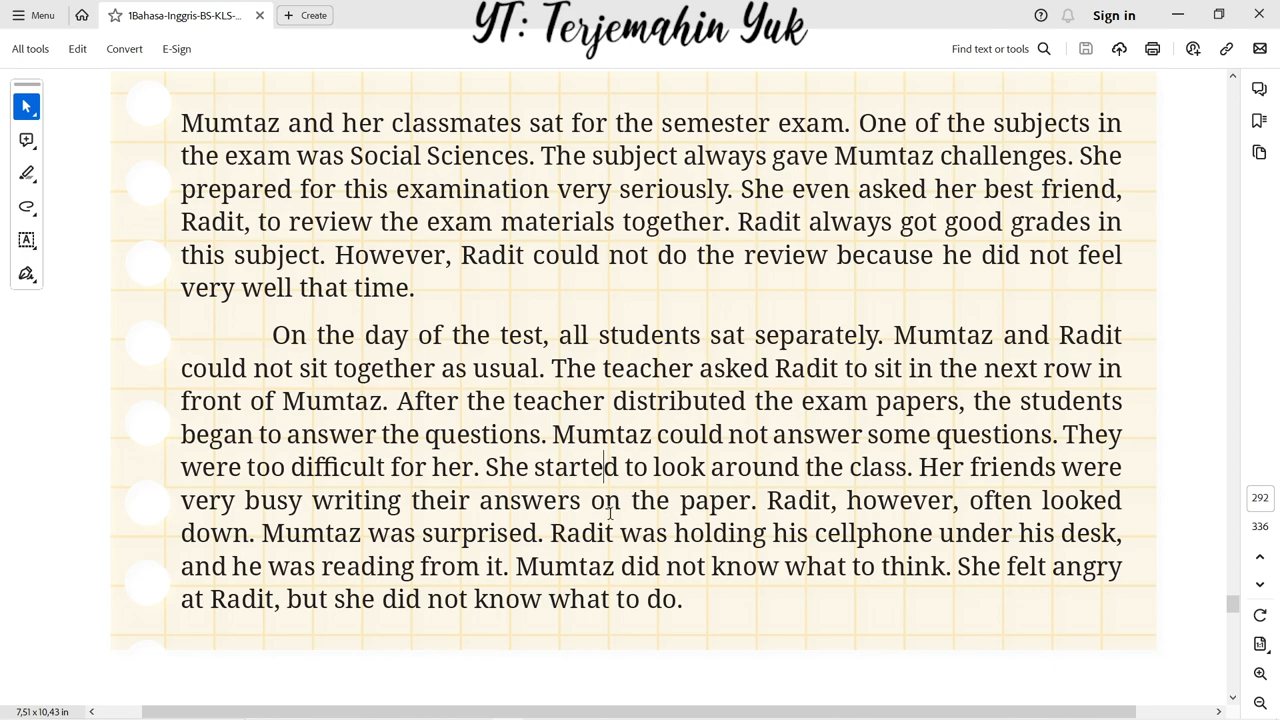 Menu
1Bahasa-Inggris-BS-KLS-...
Create
YT: Terjemahin Yuk
Sign in
All tools
Edit
Convert
E-Sign
Find text or tools
Mumtaz and her classmates sat for the semester exam. One of the subjects in
the exam was Social Sciences. The subject always gave Mumtaz challenges. She
prepared for this examination very seriously. She even asked her best friend,
Radit, to review the exam materials together. Radit always got good grades in
this subject. However, Radit could not do the review because he did not feel
very well that time.
On the day of the test, all students sat separately. Mumtaz and Radit
could not sit together as usual. The teacher asked Radit to sit in the next row in
front of Mumtaz. After the teacher distributed the exam papers, the students
began to answer the questions. Mumtaz could not answer some questions. They
were too difficult for her. She started to look around the class. Her friends were
very busy writing their answers on the paper. Radit, however, often looked
down. Mumtaz was surprised. Radit was holding his cellphone under his desk,
and he was reading from it. Mumtaz did not know what to think. She felt angry
at Radit, but she did not know what to do.
292
336
7,51 x 10,43 in